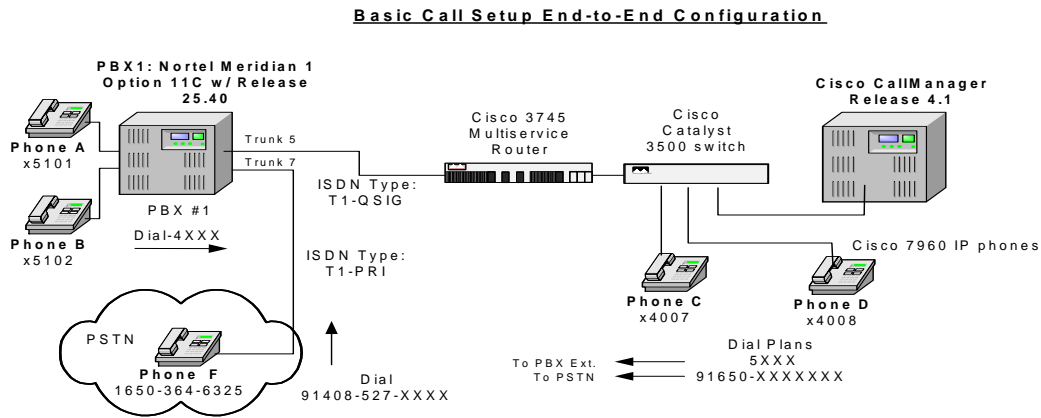 Basic Call Setup End-to-End Configuration
PBX1: Nortel Meridian 1
Option 11C w/ Release
25.40
Cisco CallManager
Release 4.1
Cisco 3745
Multiservice
Router
Cisco
Catalyst
3500 switch
Phone A
x5101
Trunk 5
Trunk 7
ISDN Type:
T1-QSIG
PBX #1
Phone B
x5102
Dial-4XXX
ISDN Type:
T1-PRI
Cisco 7960 IP phones
Phone C
x4007
Phone D
x4008
PSTN
Phone F
1650-364-6325
Dial
91408-527-XXXX
Dial Plans
To PBX Ext.
5XXX
To PSTN
91650-XXXXXXX